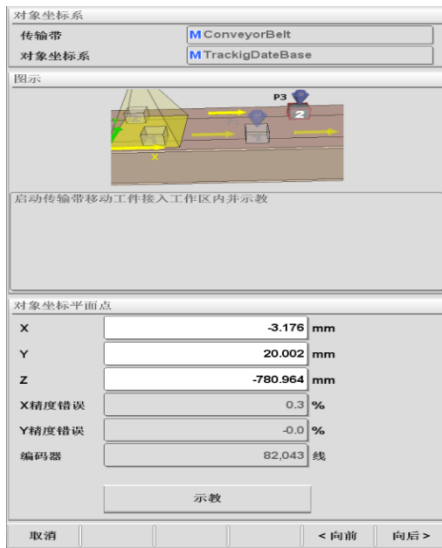 对象坐标系
传输带 M ConveyorBelt
对象坐标系 M TrackigDateBase
图示
P3
2
x
启动传输带移动工件接入工作区内并示教
对象坐标平面点
X -3.176 mm
Y 20.002 mm
Z -780.964 mm
X精度错误 0.3 %
Y精度错误 -0.0 %
编码器 82,043 线
示教
取消 <向前 向后>